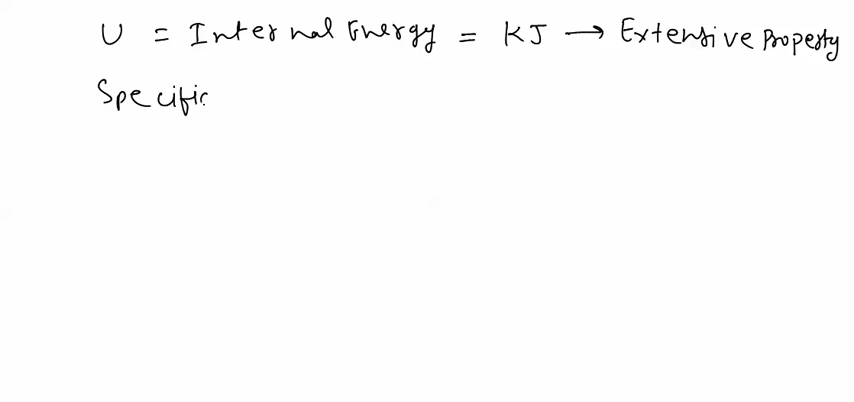 U = Internal Energy = KJ → Extensive Property
Specific